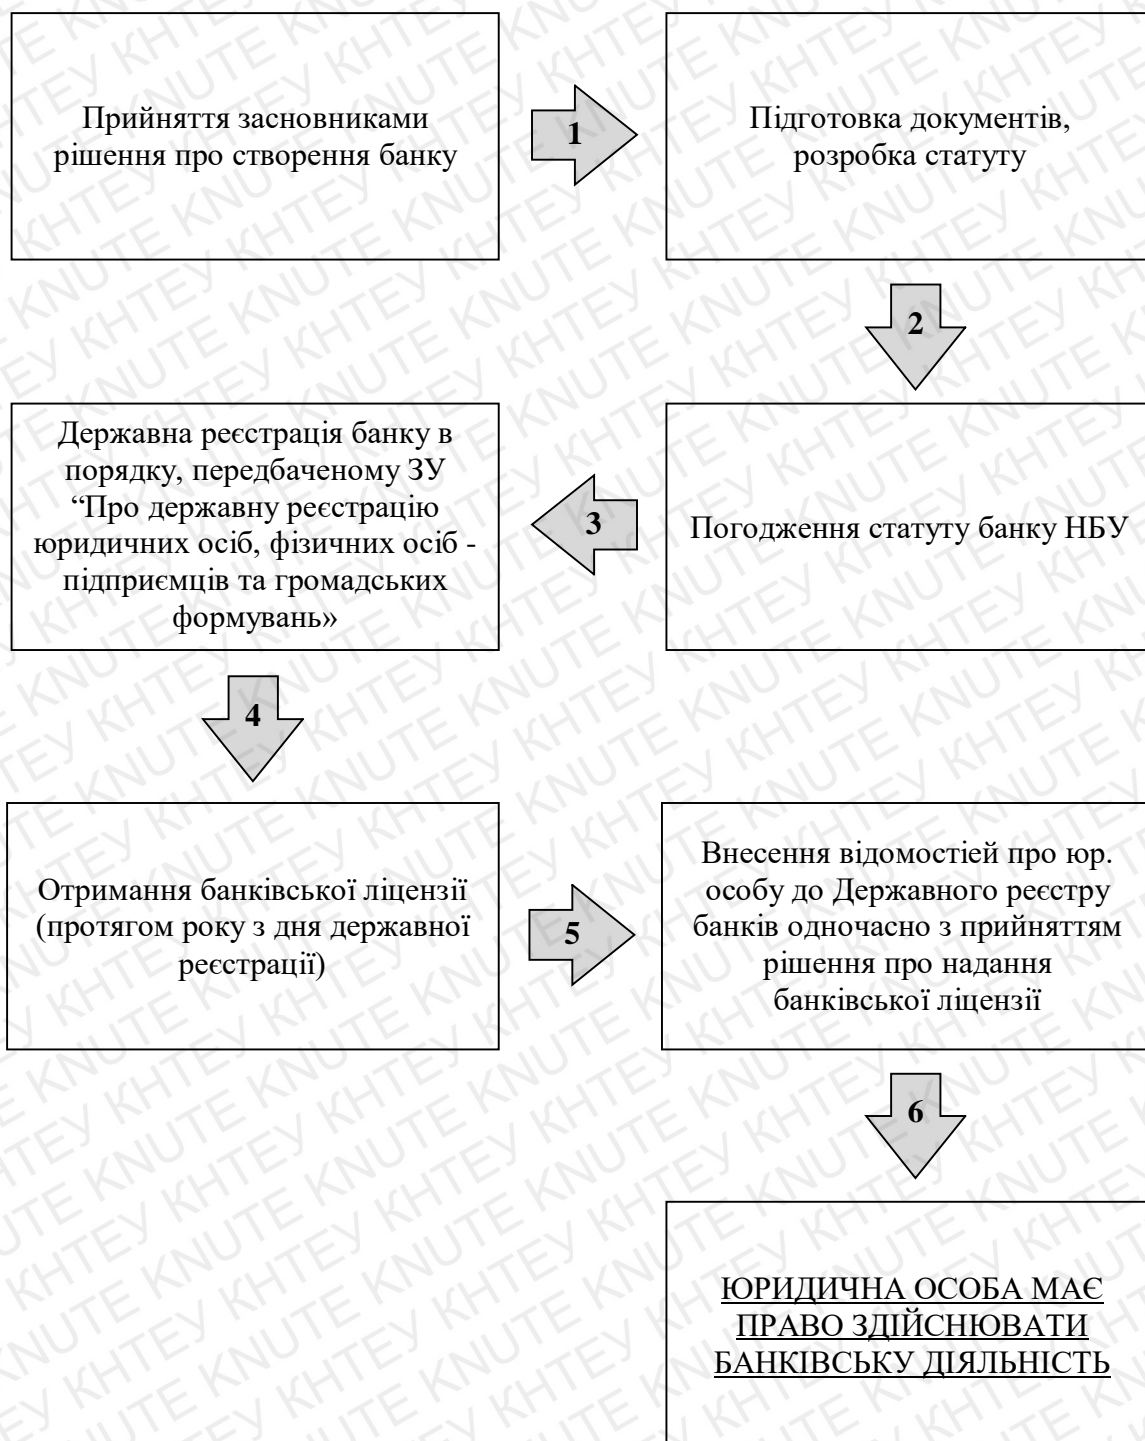 Прийняття засновниками
рішення про створення банку
1
Підготовка документів,
розробка статуту
2
Погодження статуту банку НБУ
3
Державна реєстрація банку в
порядку, передбаченому ЗУ
“Про державну реєстрацію
юридичних осіб, фізичних осіб -
підприємців та громадських
формувань»
4
Отримання банківської ліцензії
(протягом року з дня державної
реєстрації)
5
Внесення відомостіей про юр.
особу до Державного реєстру
банків одночасно з прийняттям
рішення про надання
банківської ліцензії
6
ЮРИДИЧНА ОСОБА МАЄ
ПРАВО ЗДІЙСНЮВАТИ
БАНКІВСЬКУ ДІЯЛЬНІСТЬ